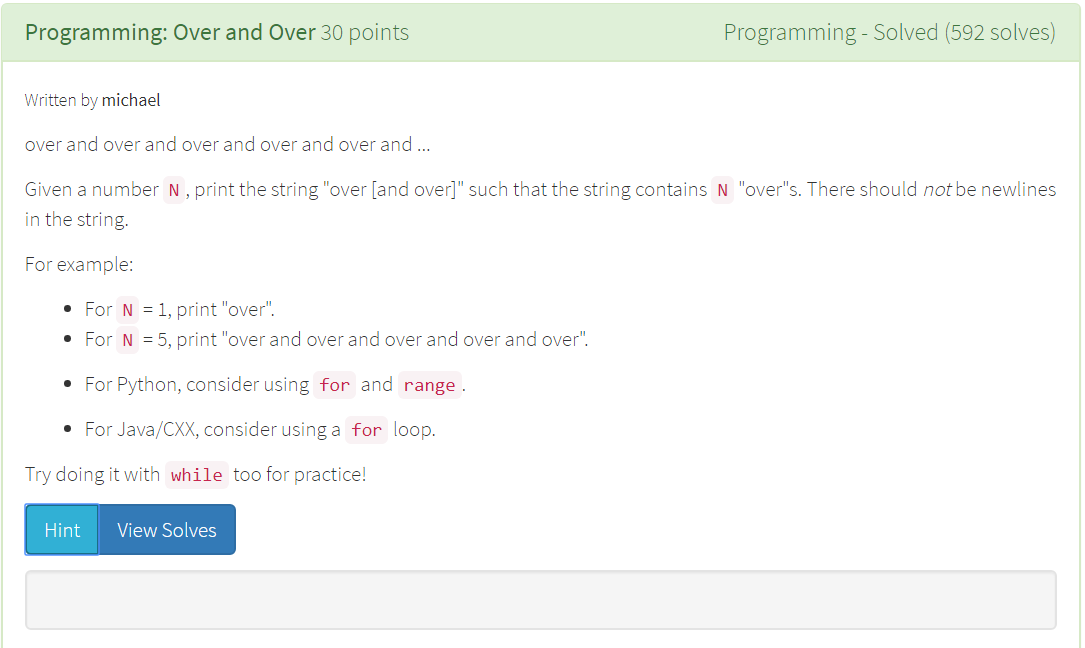 Programming: Over and Over 30 points
Programming - Solved (592 solves)
Written by michael
over and over and over and over and over and ...
Given a number N, print the string "over [and over]" such that the string contains N "over"s. There should not be newlines
in the string.
For example:
• For N = 1, print "over".
• For N = 5, print "over and over and over and over and over".
• For Python, consider using for and range.
• For Java/CXX, consider using a for loop.
Try doing it with while too for practice!
Hint
View Solves